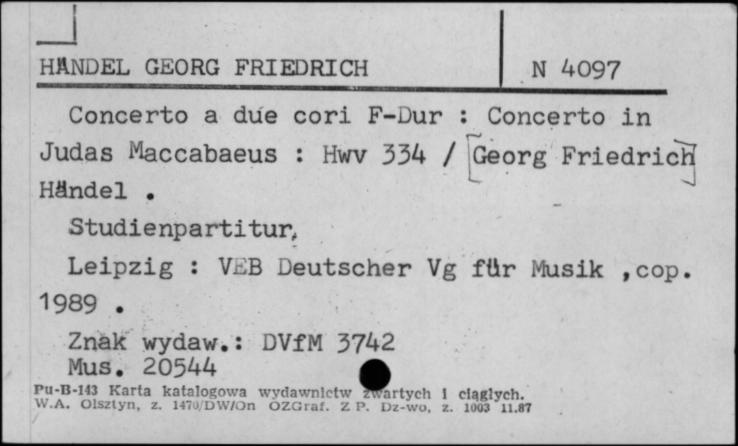 HÄNDEL GEORG FRIEDRICH N 4097
Concerto a due cori F-Dur : Concerto in
Judas Maccabaeus : Hwv 334 / [Georg Friedrich]
Händel .
Studienpartitur,
Leipzig : VEB Deutscher Vg für Musik ,cop.
1989 .
Znak wydaw.: DVfM 3742
Mus. 20544
Pu-B-143 Karta katalogowa wydawnictw zwartych i ciągłych.
W.A. Olsztyn, z. 1470/DW/On OZGraf. Z P. Dz-wo, z. 1003 11.87